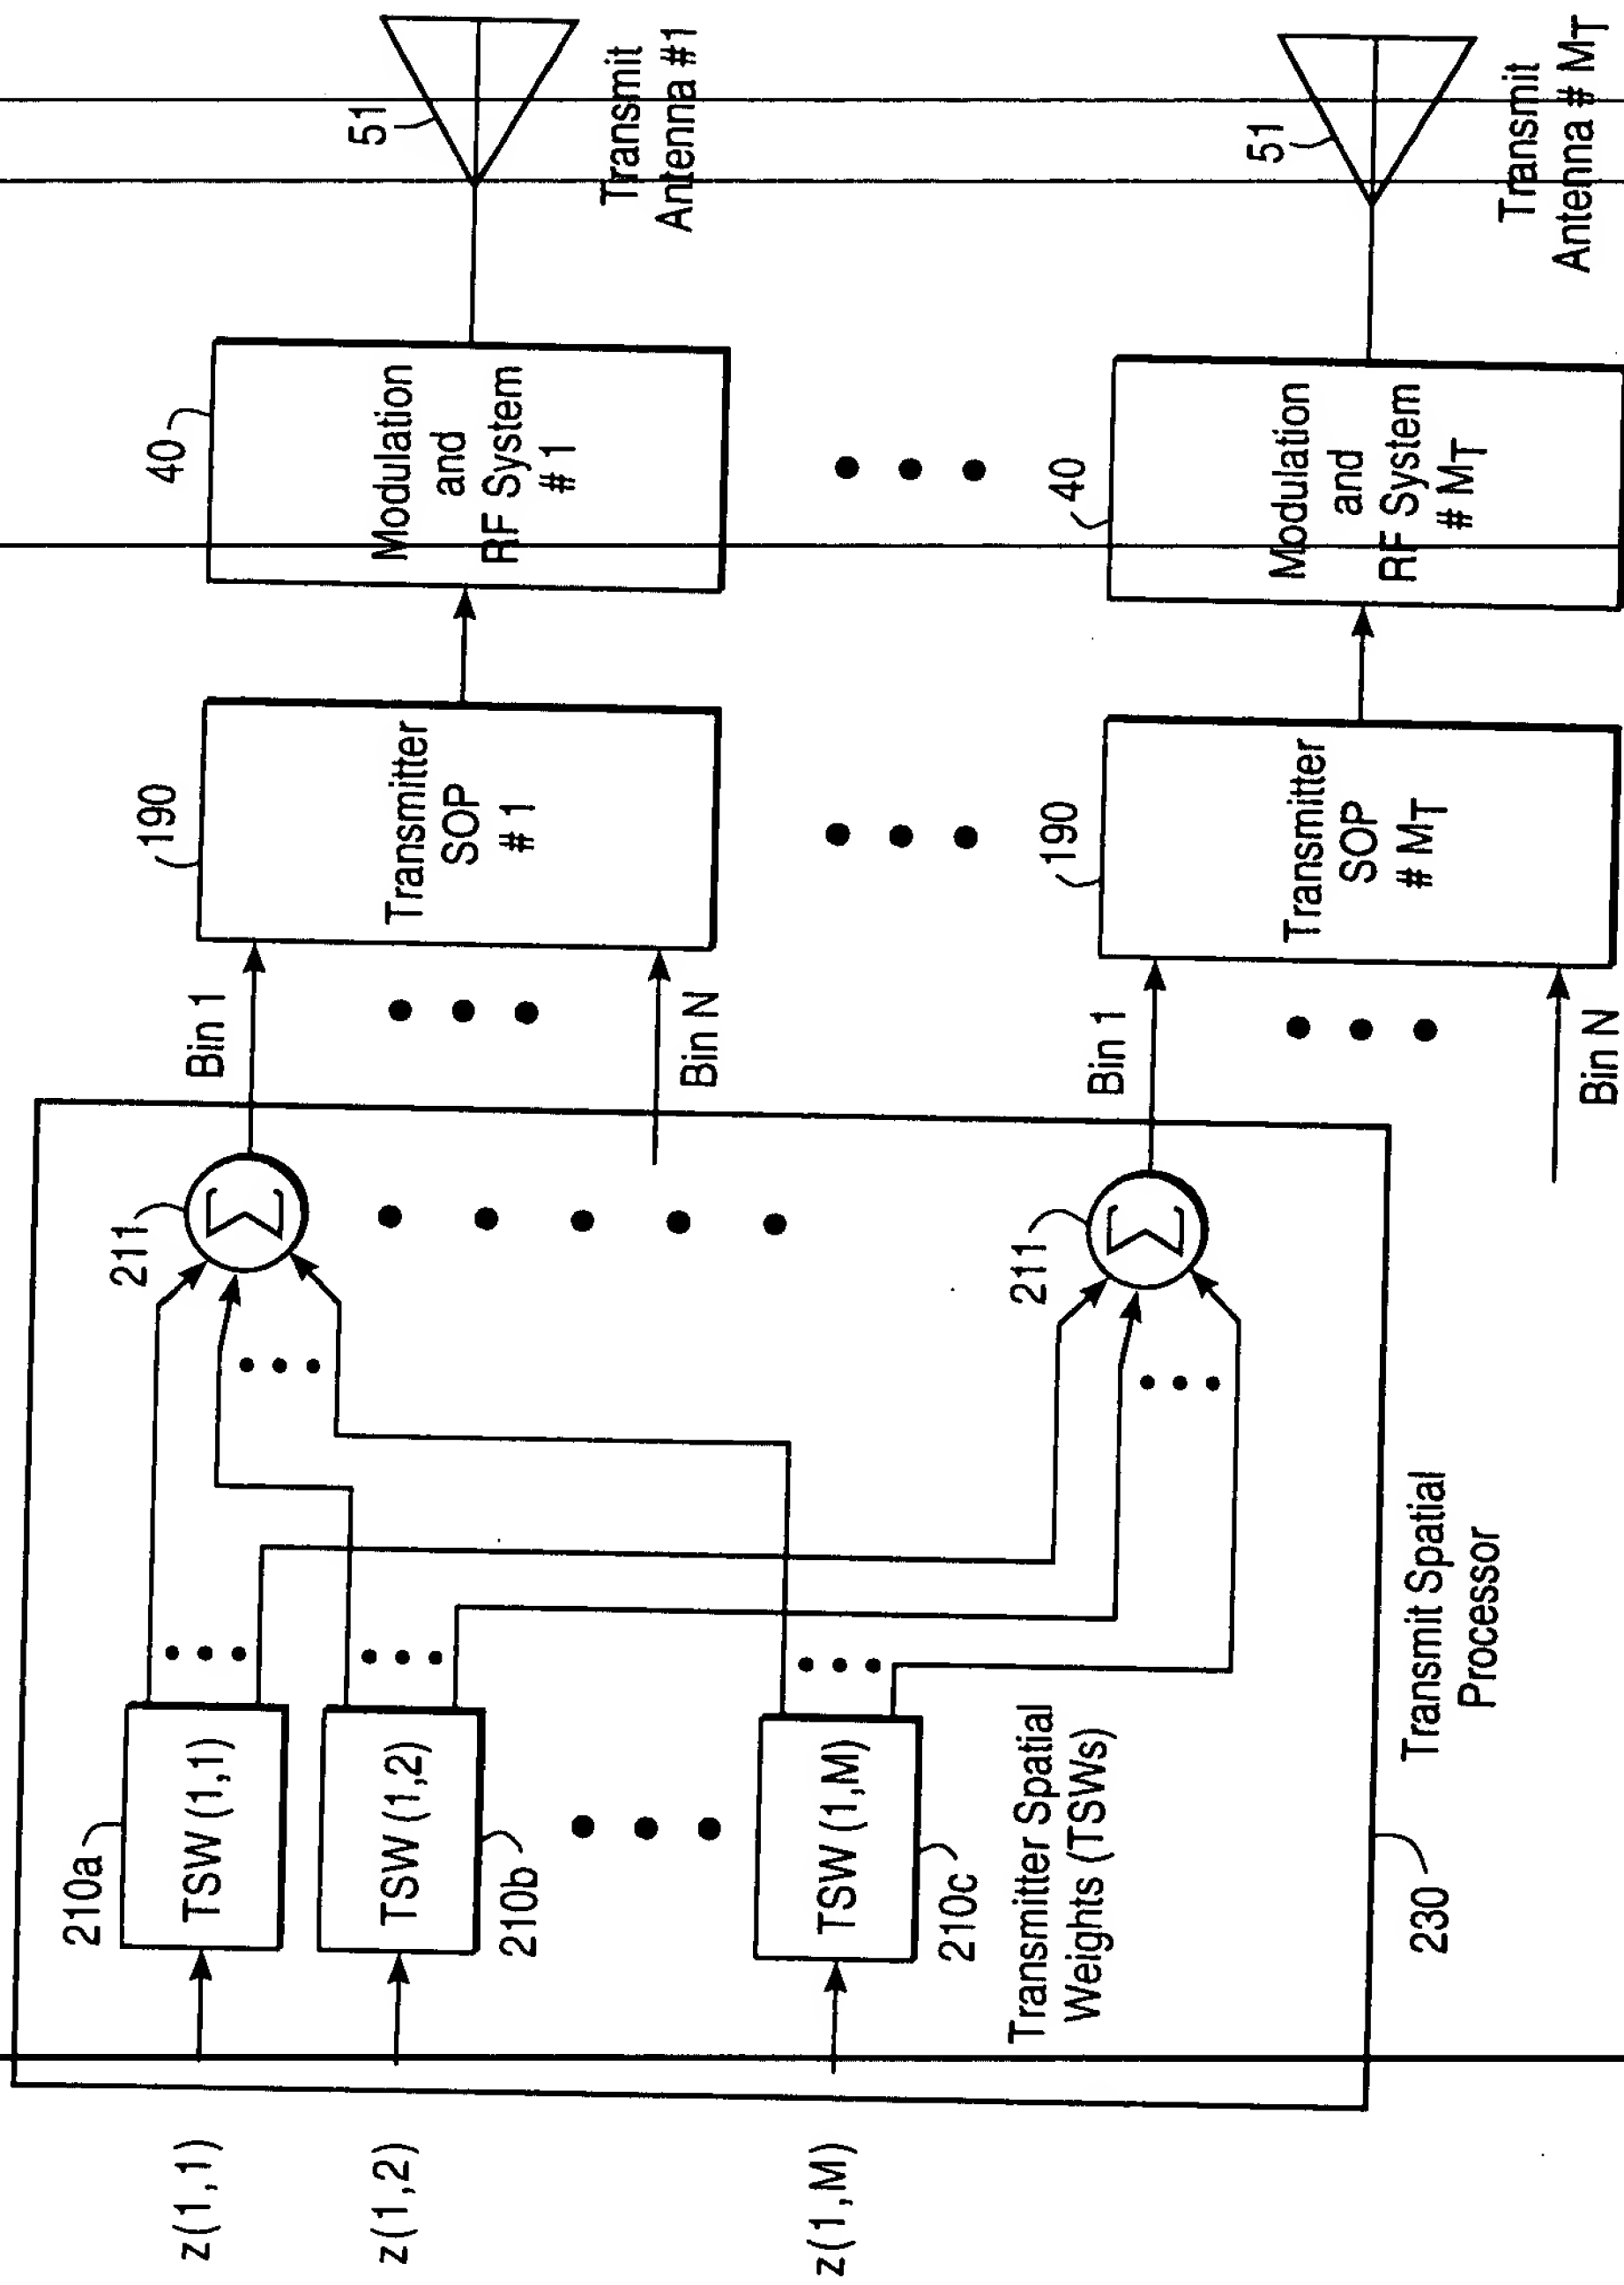 z(1,1)
z(1,2)
z(1,M)
210a
TSW (1,1)
TSW (1,2)
210b
TSW (1,M)
210c
Transmitter Spatial
Weights (TSWs)
Transmit Spatial
Processor
230
211
Σ
211
Σ
Bin 1
Bin N
Bin 1
Bin N
190
Transmitter
SOP
# 1
190
Transmitter
SOP
# MT
40
Modulation
and
RF System
# 1
40
Modulation
and
RF System
# MT
51
Transmit
Antenna #1
51
Transmit
Antenna # MT